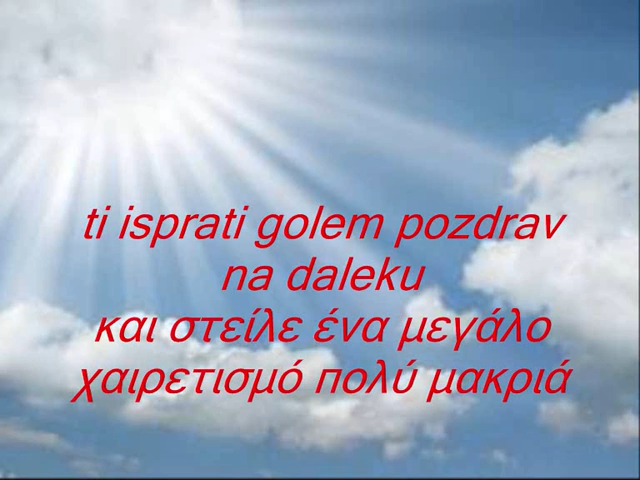 ti isprati golem pozdrav
na daleku
και στείλε ένα μεγάλο
χαιρετισμό πολύ μακριά